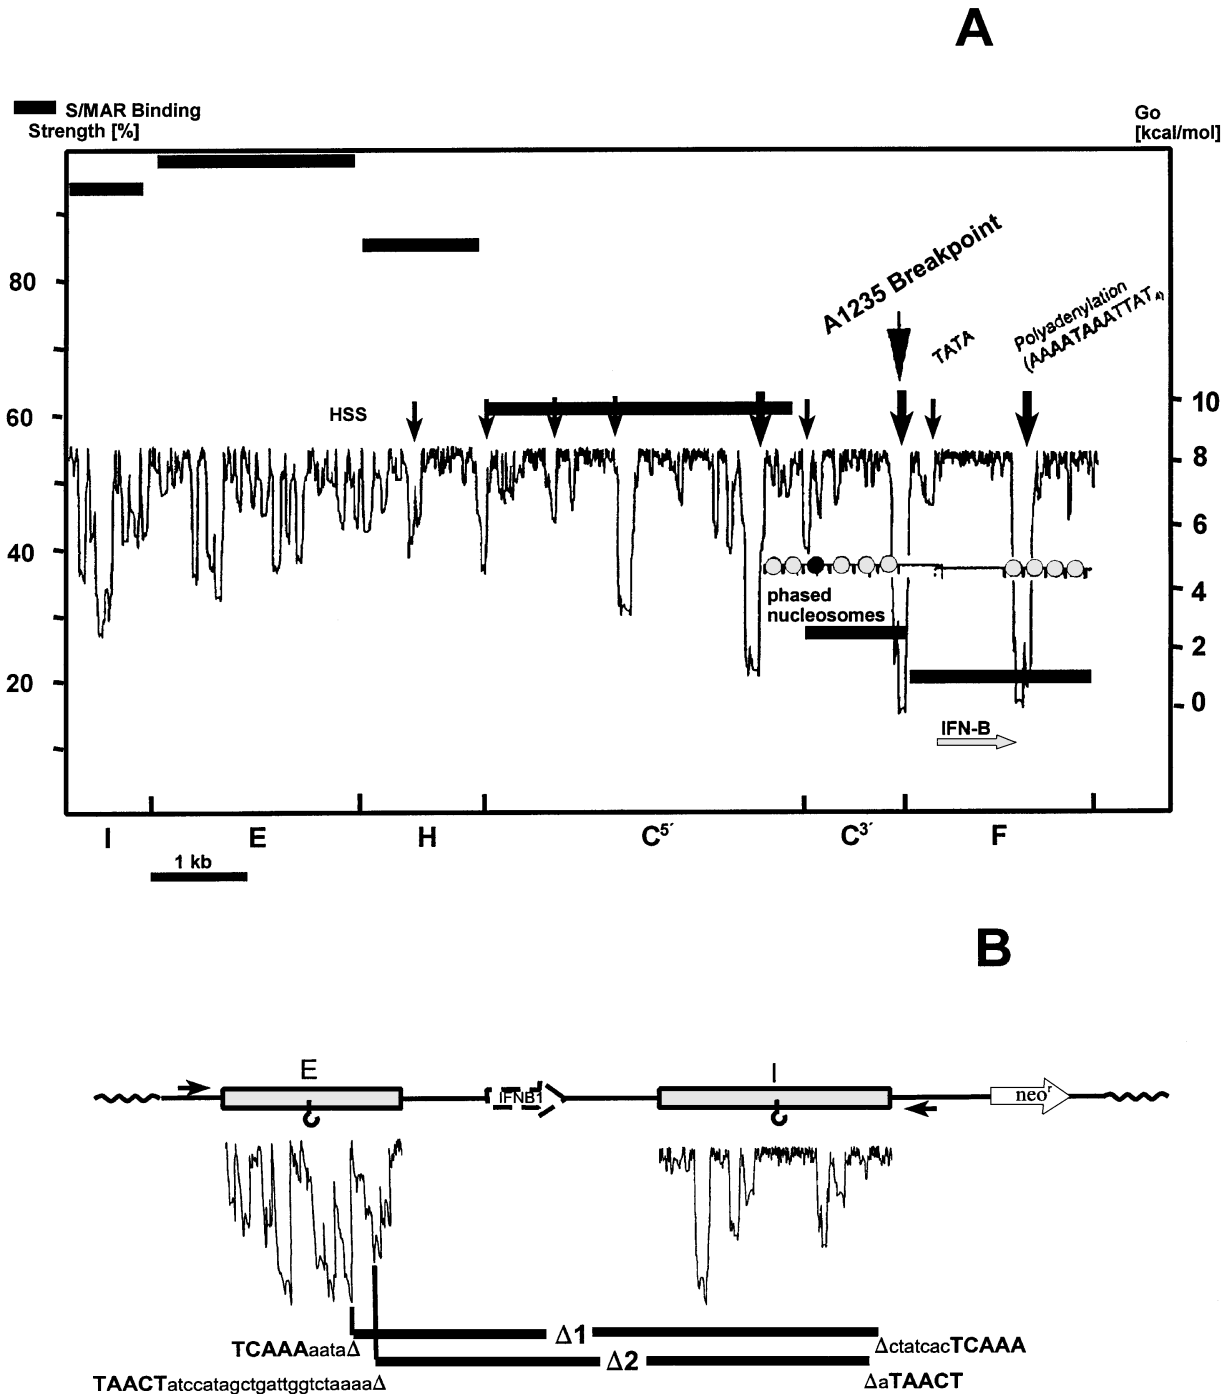 A
S/MAR Binding
Strength [%]
Go
[kcal/mol]
80
60
40
20
10
8
6
4
2
0
HSS
A1235 Breakpoint
TATA
Polyadenylation
(AAAATAAATTAT₄)
phased
nucleosomes
IFN-B
I
E
H
C5´
C3´
F
1 kb
B
E
I
IFNB1
neoʳ
Δ1
TCAAAaataΔ
ΔctatcacTCAAA
Δ2
TAACTatccatagctgattggtctaaaaΔ
ΔaTAACT